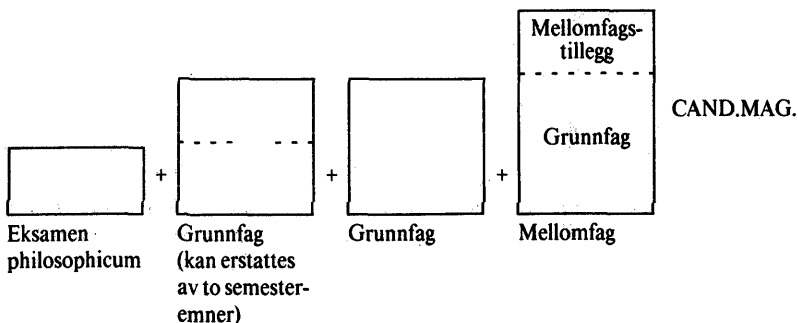 Mellomfags-
tillegg
Grunnfag
CAND.MAG.
+
+
+
Eksamen
philosophicum
Grunnfag
(kan erstattes
av to semester-
emner)
Grunnfag
Mellomfag